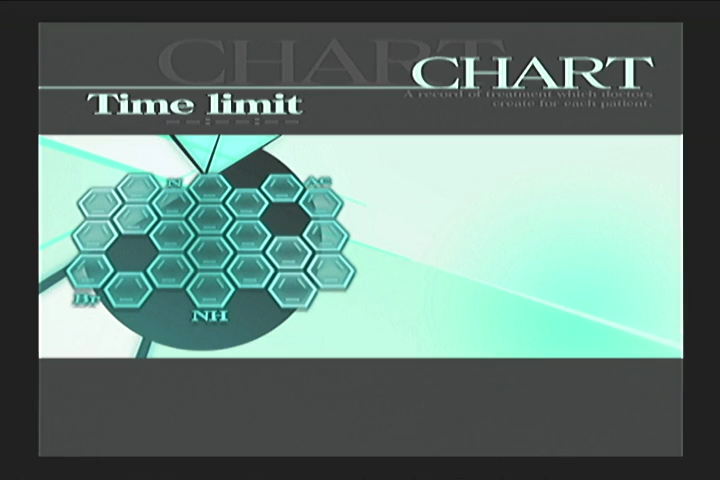 CHART
CHART
A record of treatment which doctors
create for each patient.
Time limit
N
AC
Br
NH